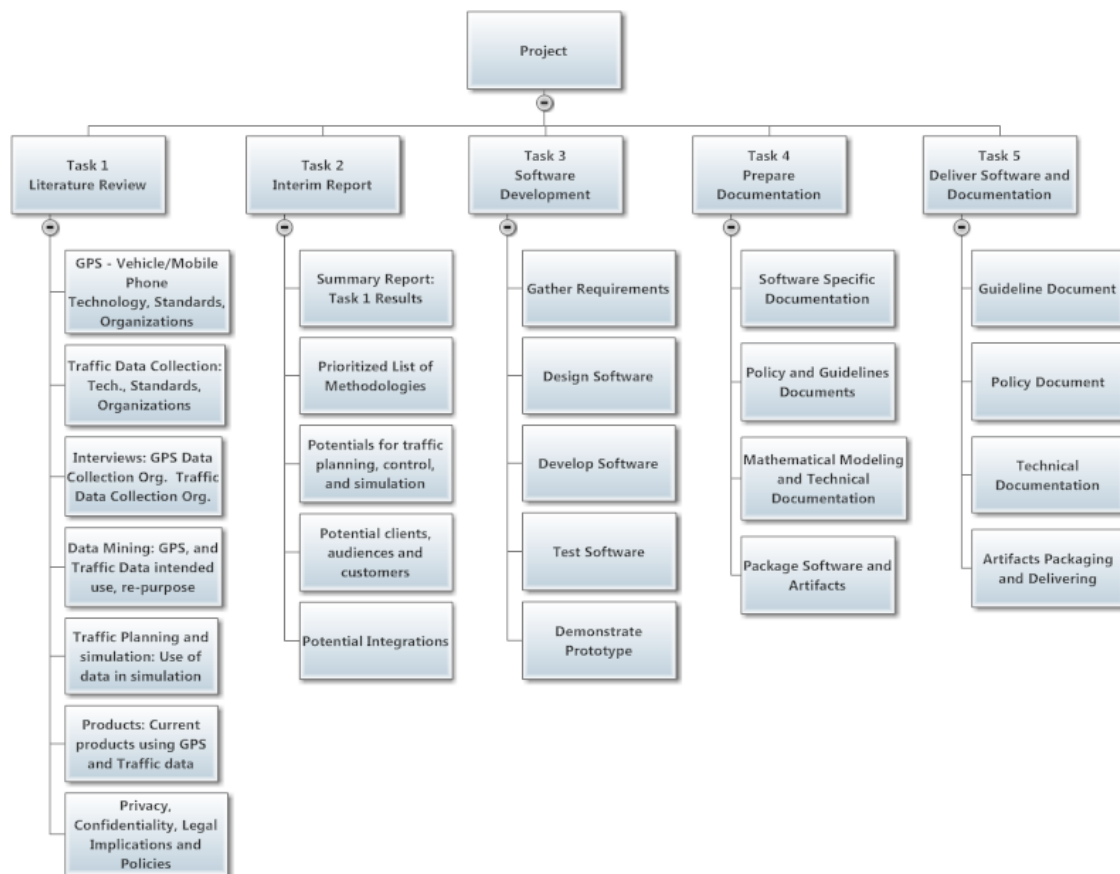 Project
Task 1
Literature Review
GPS - Vehicle/Mobile
Phone
Technology, Standards,
Organizations
Traffic Data Collection:
Tech., Standards,
Organizations
Interviews: GPS Data
Collection Org. Traffic
Data Collection Org.
Data Mining: GPS, and
Traffic Data intended
use, re-purpose
Traffic Planning and
simulation: Use of
data in simulation
Products: Current
products using GPS
and Traffic data
Privacy,
Confidentiality, Legal
Implications and
Policies
Task 2
Interim Report
Summary Report:
Task 1 Results
Prioritized List of
Methodologies
Potentials for traffic
planning, control,
and simulation
Potential clients,
audiences and
customers
Potential Integrations
Task 3
Software
Development
Gather Requirements
Design Software
Develop Software
Test Software
Demonstrate
Prototype
Task 4
Prepare
Documentation
Software Specific
Documentation
Policy and Guidelines
Documents
Mathematical Modeling
and Technical
Documentation
Package Software and
Artifacts
Task 5
Deliver Software and
Documentation
Guideline Document
Policy Document
Technical
Documentation
Artifacts Packaging
and Delivering